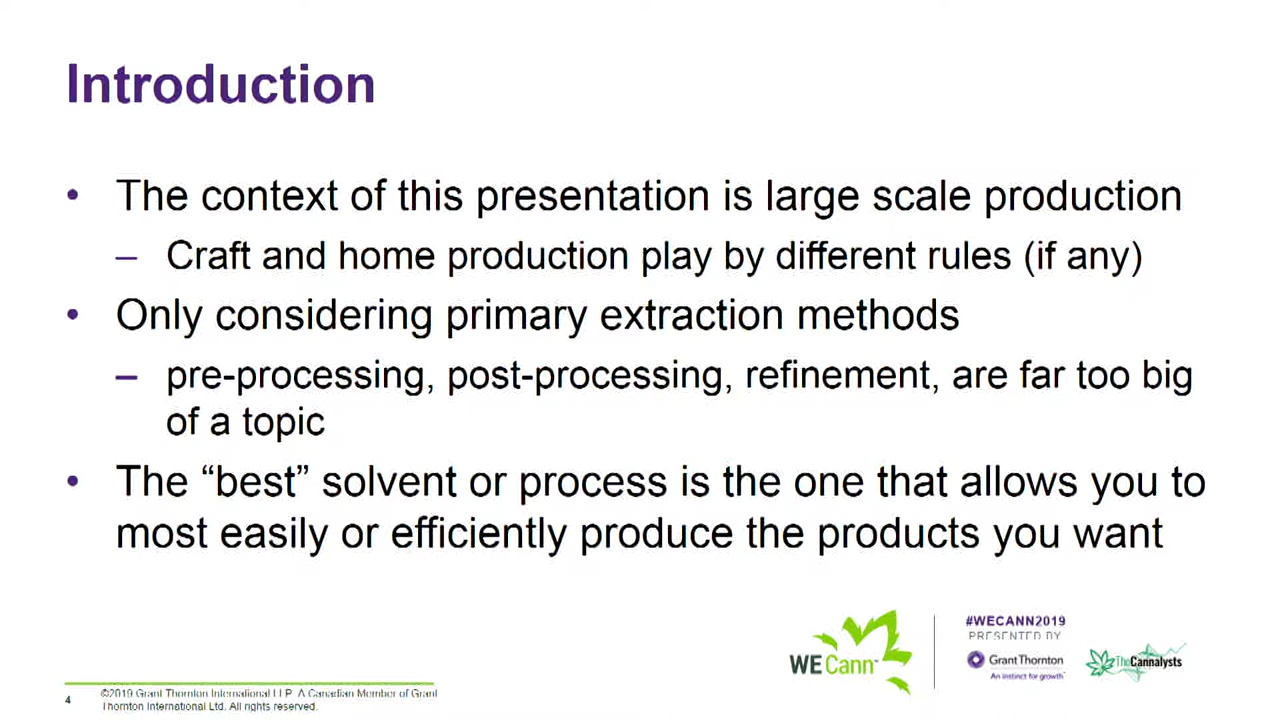 Introduction
• The context of this presentation is large scale production
– Craft and home production play by different rules (if any)
• Only considering primary extraction methods
– pre-processing, post-processing, refinement, are far too big
of a topic
• The “best” solvent or process is the one that allows you to
most easily or efficiently produce the products you want
WE Cann™
#WECANN2019
PRESENTED BY
Grant Thornton
An instinct for growth™
TheCannalysts
4
©2019 Grant Thornton International LLP. A Canadian Member of Grant
Thornton International Ltd. All rights reserved.